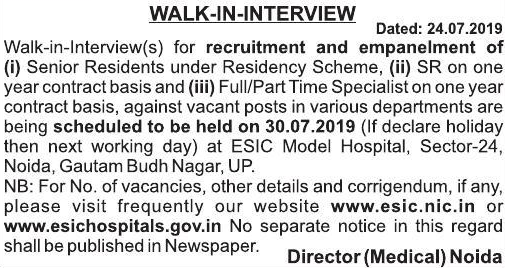 WALK-IN-INTERVIEW
Dated: 24.07.2019
Walk-in-Interview(s) for recruitment and empanelment of
(i) Senior Residents under Residency Scheme, (ii) SR on one
year contract basis and (iii) Full/Part Time Specialist on one year
contract basis, against vacant posts in various departments are
being scheduled to be held on 30.07.2019 (If declare holiday
then next working day) at ESIC Model Hospital, Sector-24,
Noida, Gautam Budh Nagar, UP.
NB: For No. of vacancies, other details and corrigendum, if any,
please visit frequently our website www.esic.nic.in or
www.esichospitals.gov.in No separate notice in this regard
shall be published in Newspaper.
Director (Medical) Noida